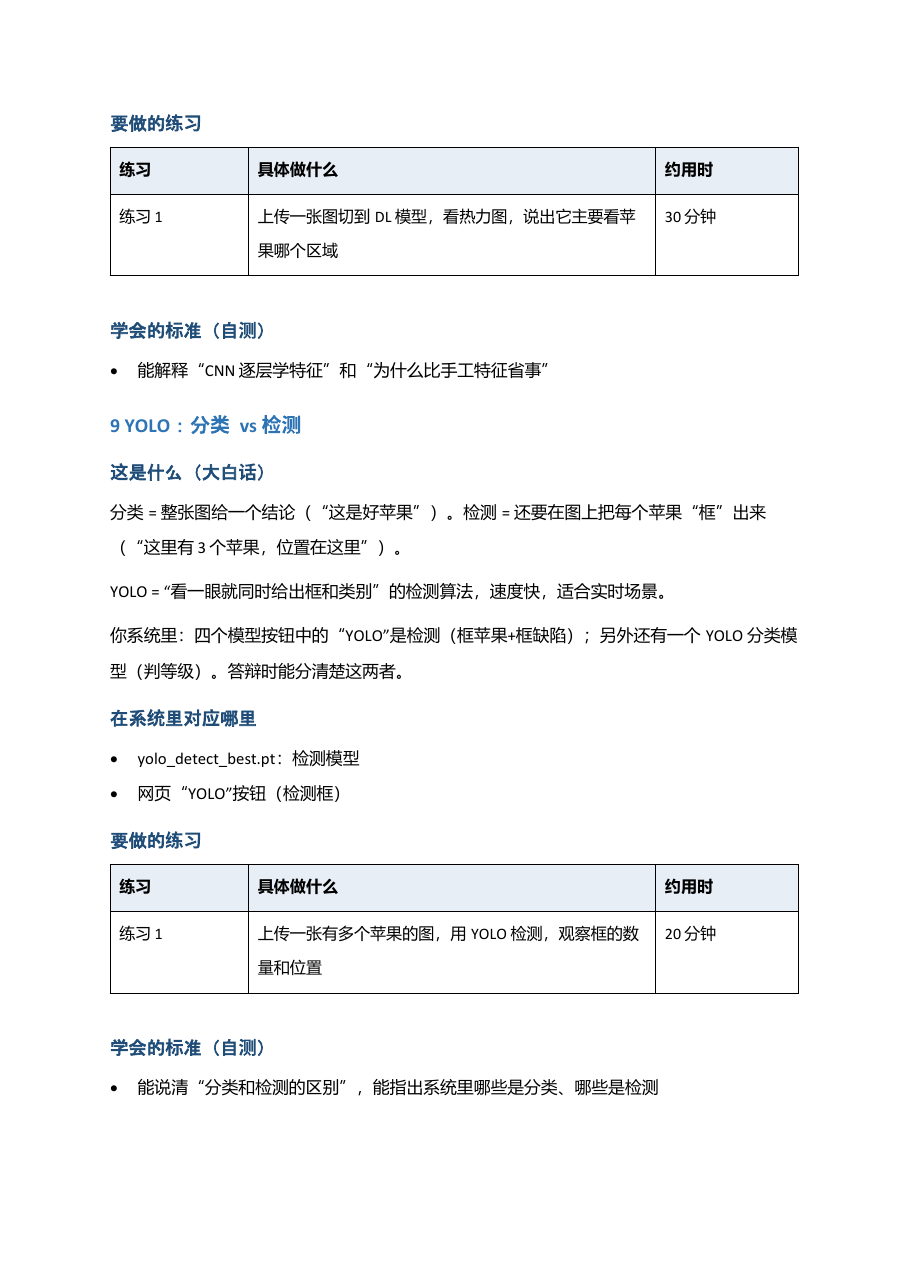 要做的练习
练习 具体做什么 约用时
练习 1 上传一张图切到 DL 模型，看热力图，说出它主要看苹 30 分钟
果哪个区域
学会的标准（自测）
• 能解释“CNN 逐层学特征”和“为什么比手工特征省事”
9 YOLO：分类 vs 检测
这是什么（大白话）
分类 = 整张图给一个结论（“这是好苹果”）。检测 = 还要在图上把每个苹果“框”出来
（“这里有 3 个苹果，位置在这里”）。
YOLO = “看一眼就同时给出框和类别”的检测算法，速度快，适合实时场景。
你系统里：四个模型按钮中的“YOLO”是检测（框苹果+框缺陷）；另外还有一个 YOLO 分类模
型（判等级）。答辩时能分清楚这两者。
在系统里对应哪里
• yolo_detect_best.pt：检测模型
• 网页“YOLO”按钮（检测框）
要做的练习
练习 具体做什么 约用时
练习 1 上传一张有多个苹果的图，用 YOLO 检测，观察框的数 20 分钟
量和位置
学会的标准（自测）
• 能说清“分类和检测的区别”，能指出系统里哪些是分类、哪些是检测